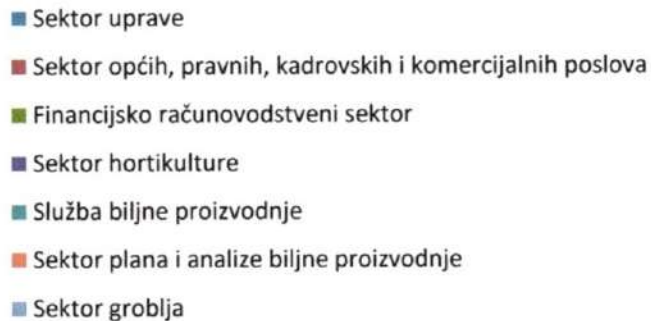 Sektor uprave
Sektor općih, pravnih, kadrovskih i komercijalnih poslova
Financijsko računovodstveni sektor
Sektor hortikulture
Služba biljne proizvodnje
Sektor plana i analize biljne proizvodnje
Sektor groblja